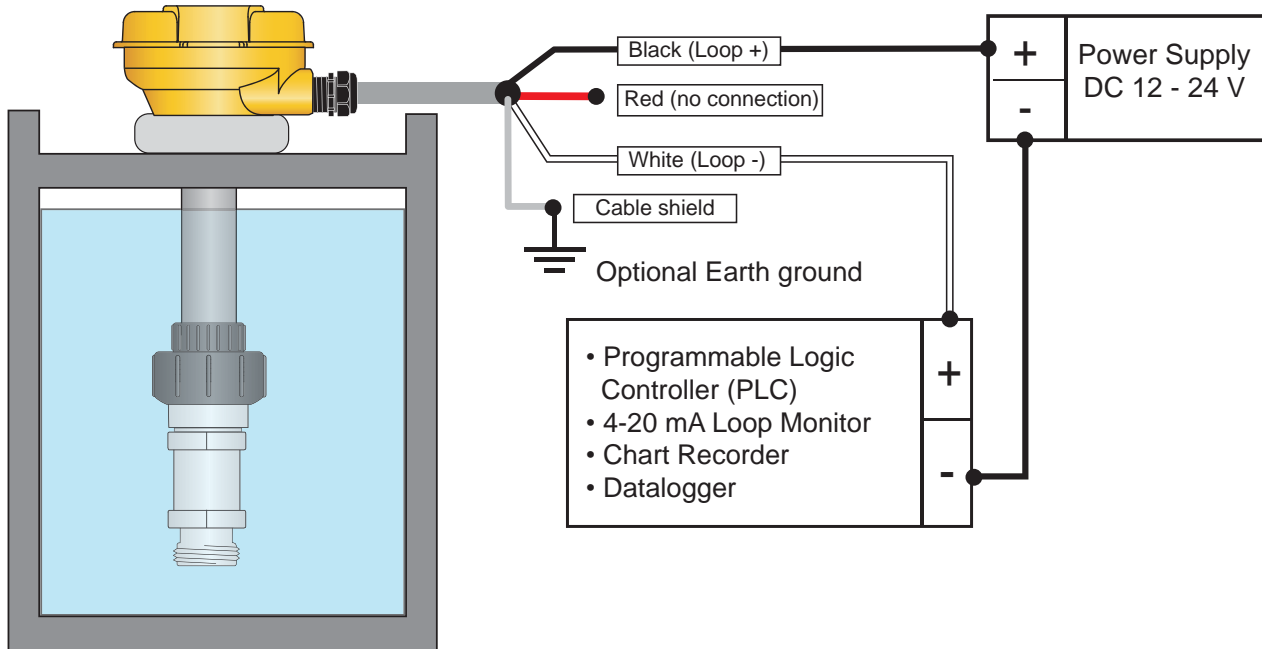 Black (Loop +)
+
Power Supply
DC 12 - 24 V
Red (no connection)
-
White (Loop -)
Cable shield
Optional Earth ground
• Programmable Logic
Controller (PLC)
+
• 4-20 mA Loop Monitor
• Chart Recorder
-
• Datalogger